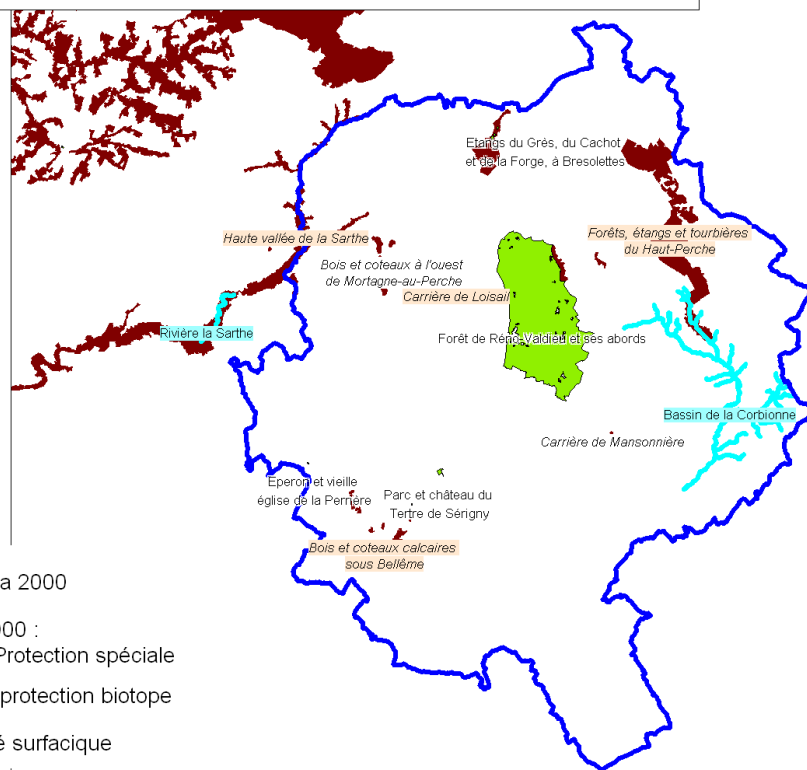 Etangs du Grès, du Cachot
et de la Forge, à Bresolettes
Haute vallée de la Sarthe
Forêts, étangs et tourbières
du Haut-Perche
Bois et coteaux à l'ouest
de Mortagne-au-Perche
Carrière de Loisail
Rivière la Sarthe
Forêt de Réno-Valdieu et ses abords
Bassin de la Corbionne
Carrière de Mansonnière
Eperon et vieille
église de la Perrière
Parc et château du
Tertre de Sérigny
Bois et coteaux calcaires
sous Bellême
a 2000
000 :
Protection spéciale
protection biotope
é surfacique